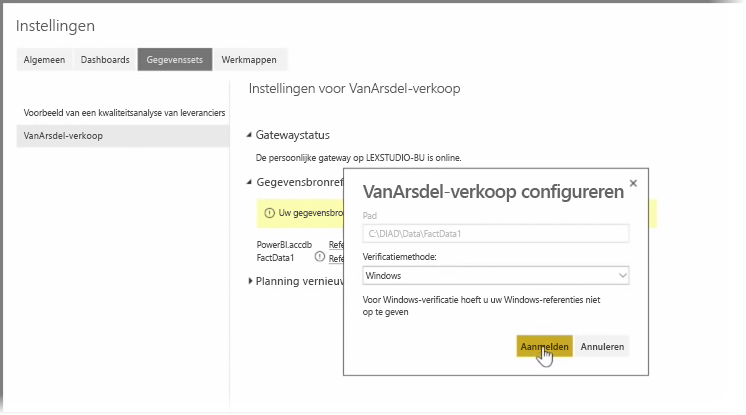 Instellingen
Algemeen Dashboards Gegevenssets Werkmappen
Instellingen voor VanArsdel-verkoop
Voorbeeld van een kwaliteitsanalyse van leveranciers
VanArsdel-verkoop
Gatewaystatus
De persoonlijke gateway op LEXSTUDIO-BU is online.
Gegevensbronref
Uw gegevensbro
PowerBI.accdb Refe
FactData1 Refe
Planning vernieuw
VanArsdel-verkoop configureren
Pad
C:\DIAD\Data\FactData1
Verificatiemethode:
Windows
Voor Windows-verificatie hoeft u uw Windows-referenties niet
op te geven
Aanmelden Annuleren